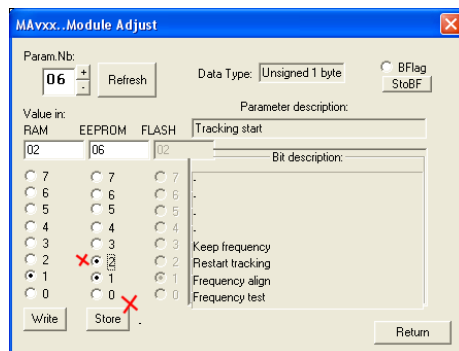 MAvxx..Module Adjust
Param.Nb:
06 + - Refresh
Data Type: Unsigned 1 byte
BFlag
StoBF
Value in:
RAM EEPROM FLASH
02 06 02
Parameter description:
Tracking start
Bit description:
7 7 7 -
6 6 6 -
5 5 5 -
4 4 4 -
3 3 3 Keep frequency
2 2 2 Restart tracking
1 1 1 Frequency align
0 0 0 Frequency test
Write Store .
Return